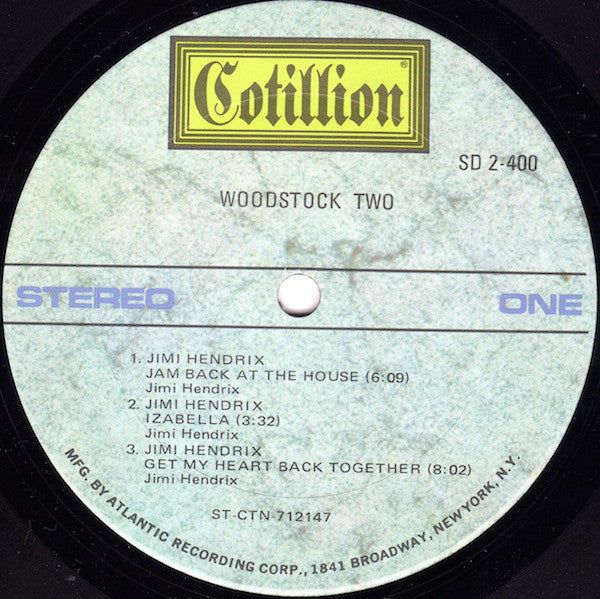 Cotillion®
SD 2-400
WOODSTOCK TWO
STEREO
ONE
1. JIMI HENDRIX
JAM BACK AT THE HOUSE (6:09)
Jimi Hendrix
2. JIMI HENDRIX
IZABELLA (3:32)
Jimi Hendrix
3. JIMI HENDRIX
GET MY HEART BACK TOGETHER (8:02)
Jimi Hendrix
ST-CTN-712147
MFG. BY ATLANTIC RECORDING CORP., 1841 BROADWAY, NEW YORK, N.Y.